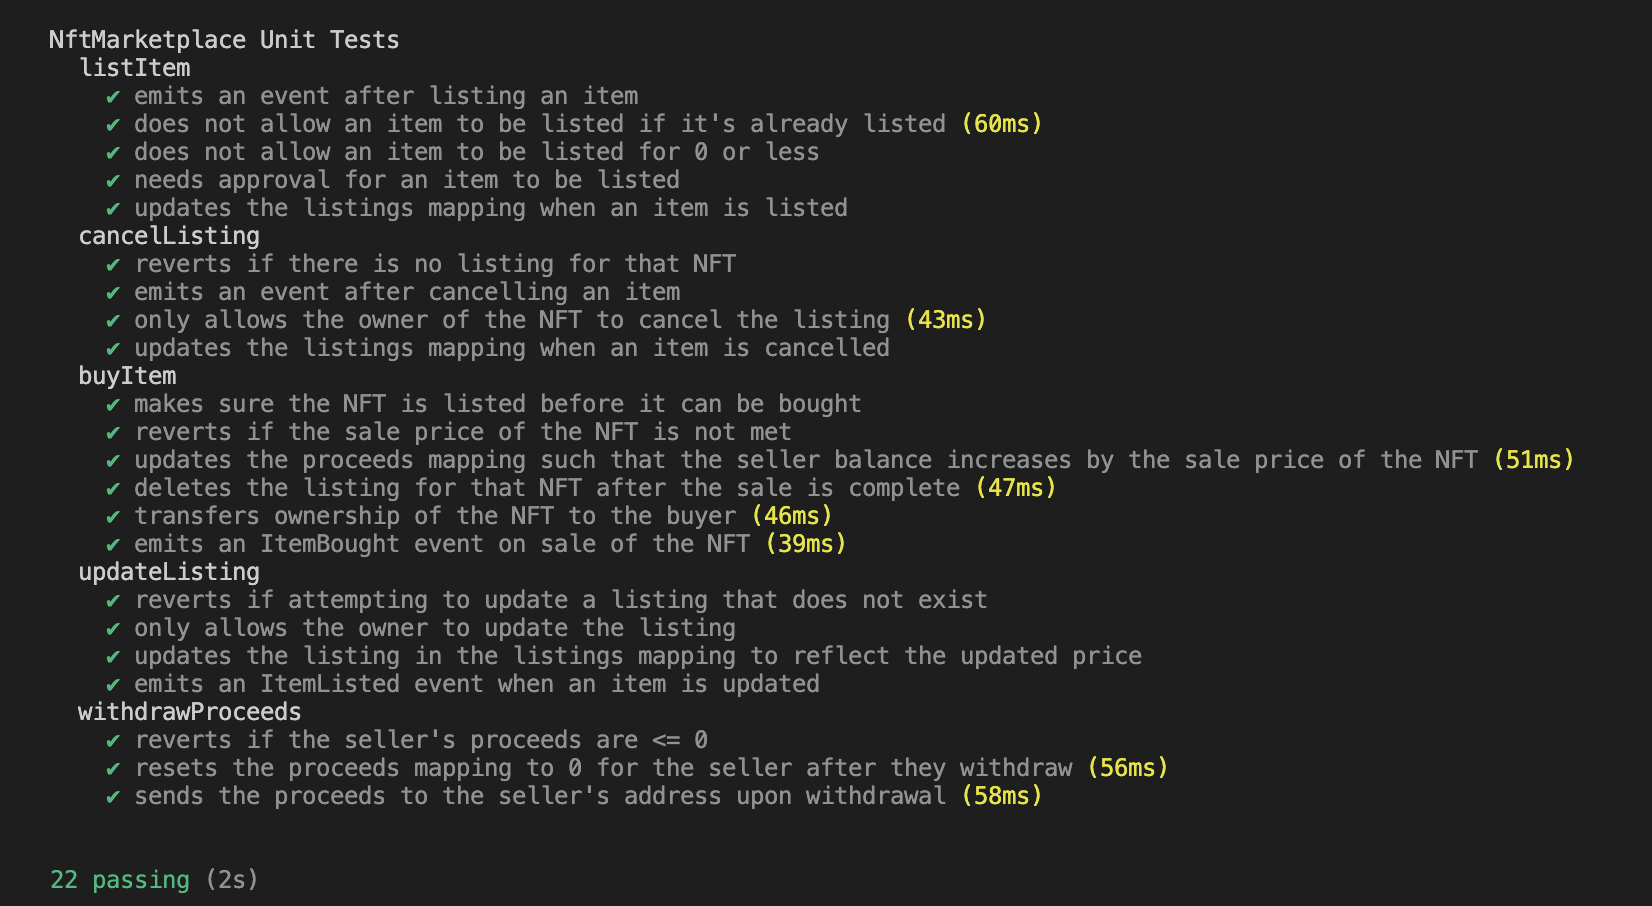 NftMarketplace Unit Tests
listItem
✔ emits an event after listing an item
✔ does not allow an item to be listed if it's already listed (60ms)
✔ does not allow an item to be listed for 0 or less
✔ needs approval for an item to be listed
✔ updates the listings mapping when an item is listed
cancelListing
✔ reverts if there is no listing for that NFT
✔ emits an event after cancelling an item
✔ only allows the owner of the NFT to cancel the listing (43ms)
✔ updates the listings mapping when an item is cancelled
buyItem
✔ makes sure the NFT is listed before it can be bought
✔ reverts if the sale price of the NFT is not met
✔ updates the proceeds mapping such that the seller balance increases by the sale price of the NFT (51ms)
✔ deletes the listing for that NFT after the sale is complete (47ms)
✔ transfers ownership of the NFT to the buyer (46ms)
✔ emits an ItemBought event on sale of the NFT (39ms)
updateListing
✔ reverts if attempting to update a listing that does not exist
✔ only allows the owner to update the listing
✔ updates the listing in the listings mapping to reflect the updated price
✔ emits an ItemListed event when an item is updated
withdrawProceeds
✔ reverts if the seller's proceeds are <= 0
✔ resets the proceeds mapping to 0 for the seller after they withdraw (56ms)
✔ sends the proceeds to the seller's address upon withdrawal (58ms)
22 passing (2s)